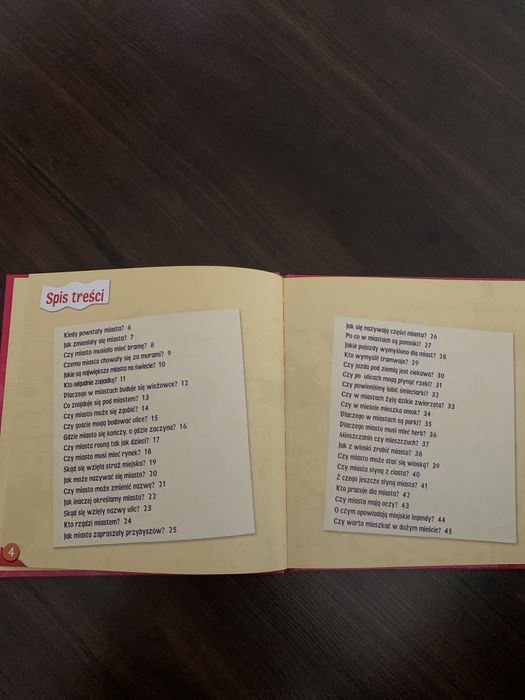 Spis treści
Kiedy powstały miasta? 6
Jak zmieniały się miasta? 7
Czy miasto musiało mieć bramę? 8
Czemu miasta chowały się za murami? 9
Jakie są największe miasta na świecie? 10
Kto odgadnie zagadkę? 11
Dlaczego w miastach buduje się wieżowce? 12
Co znajduje się pod miastem? 13
Czy miasto może się zgubić? 14
Czy goście mogą budować ulice? 15
Gdzie miasto się kończy, a gdzie zaczyna? 16
Czy miasta rosną tak jak dzieci? 17
Czy miasto musi mieć rynek? 18
Skąd się wzięła straż miejska? 19
Jak może nazywać się miasto? 20
Czy miasto może zmienić nazwę? 21
Jak inaczej określamy miasto? 22
Skąd się wzięły nazwy ulic? 23
Kto rządzi miastem? 24
Jak miasta zapraszały przybyszów? 25
4
Jak się nazywają części miasta? 26
Po co w miastach są pomniki? 27
Jakie pojazdy wymyślono dla miast? 28
Kto wymyślił tramwaje? 29
Czy jazda pod ziemią jest ciekawa? 30
Czy po ulicach mogą płynąć rzeki? 31
Czy powinniśmy lubić śmieciarki? 32
Czy w miastach żyją dzikie zwierzęta? 33
Czy w mieście mieszka smok? 34
Dlaczego w miastach są parki? 35
Dlaczego miasto musi mieć herb? 36
Mieszczanin czy mieszczuch? 37
Jak z wioski zrobić miasto? 38
Czy miasto może stać się wioską? 39
Czy miasta słyną z ciasta? 40
Z czego jeszcze słyną miasta? 41
Kto pracuje dla miasta? 42
Czy miasta mają oczy? 43
O czym opowiadają miejskie legendy? 44
Czy warto mieszkać w dużym mieście? 45